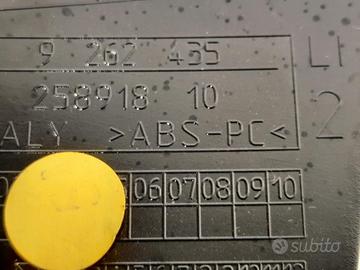 9 262 435
LI
258918 10
2
ALY >ABS-PC<
06 07 08 09 10
subito